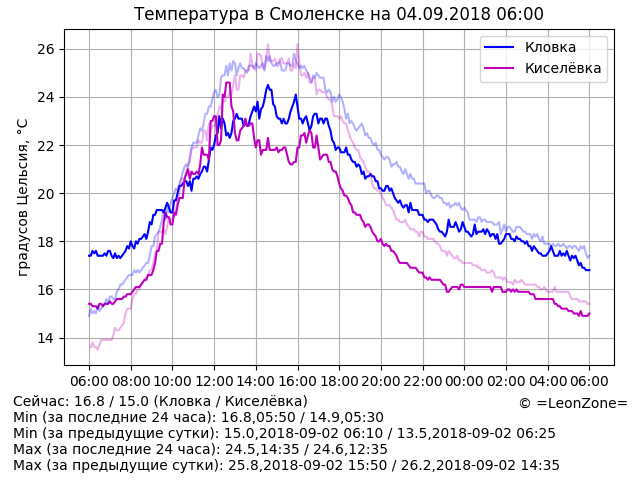 Температура в Смоленске на 04.09.2018 06:00
Кловка
Киселёвка
градусов Цельсия, °C
26
24
22
20
18
16
14
06:00 08:00 10:00 12:00 14:00 16:00 18:00 20:00 22:00 00:00 02:00 04:00 06:00
Сейчас: 16.8 / 15.0 (Кловка / Киселёвка)
© =LeonZone=
Min (за последние 24 часа): 16.8,05:50 / 14.9,05:30
Min (за предыдущие сутки): 15.0,2018-09-02 06:10 / 13.5,2018-09-02 06:25
Max (за последние 24 часа): 24.5,14:35 / 24.6,12:35
Max (за предыдущие сутки): 25.8,2018-09-02 15:50 / 26.2,2018-09-02 14:35